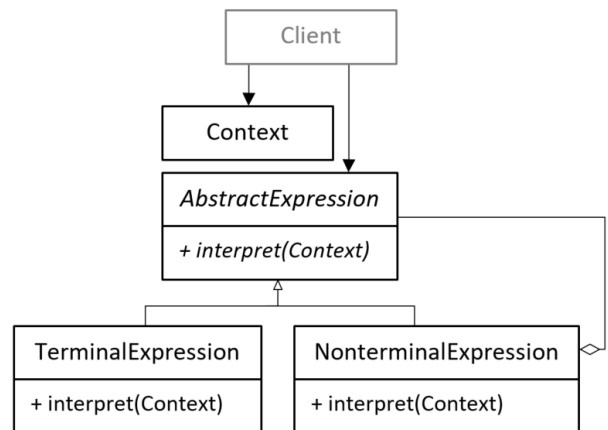 Client
Context
AbstractExpression
+ interpret(Context)
TerminalExpression
+ interpret(Context)
NonterminalExpression
+ interpret(Context)